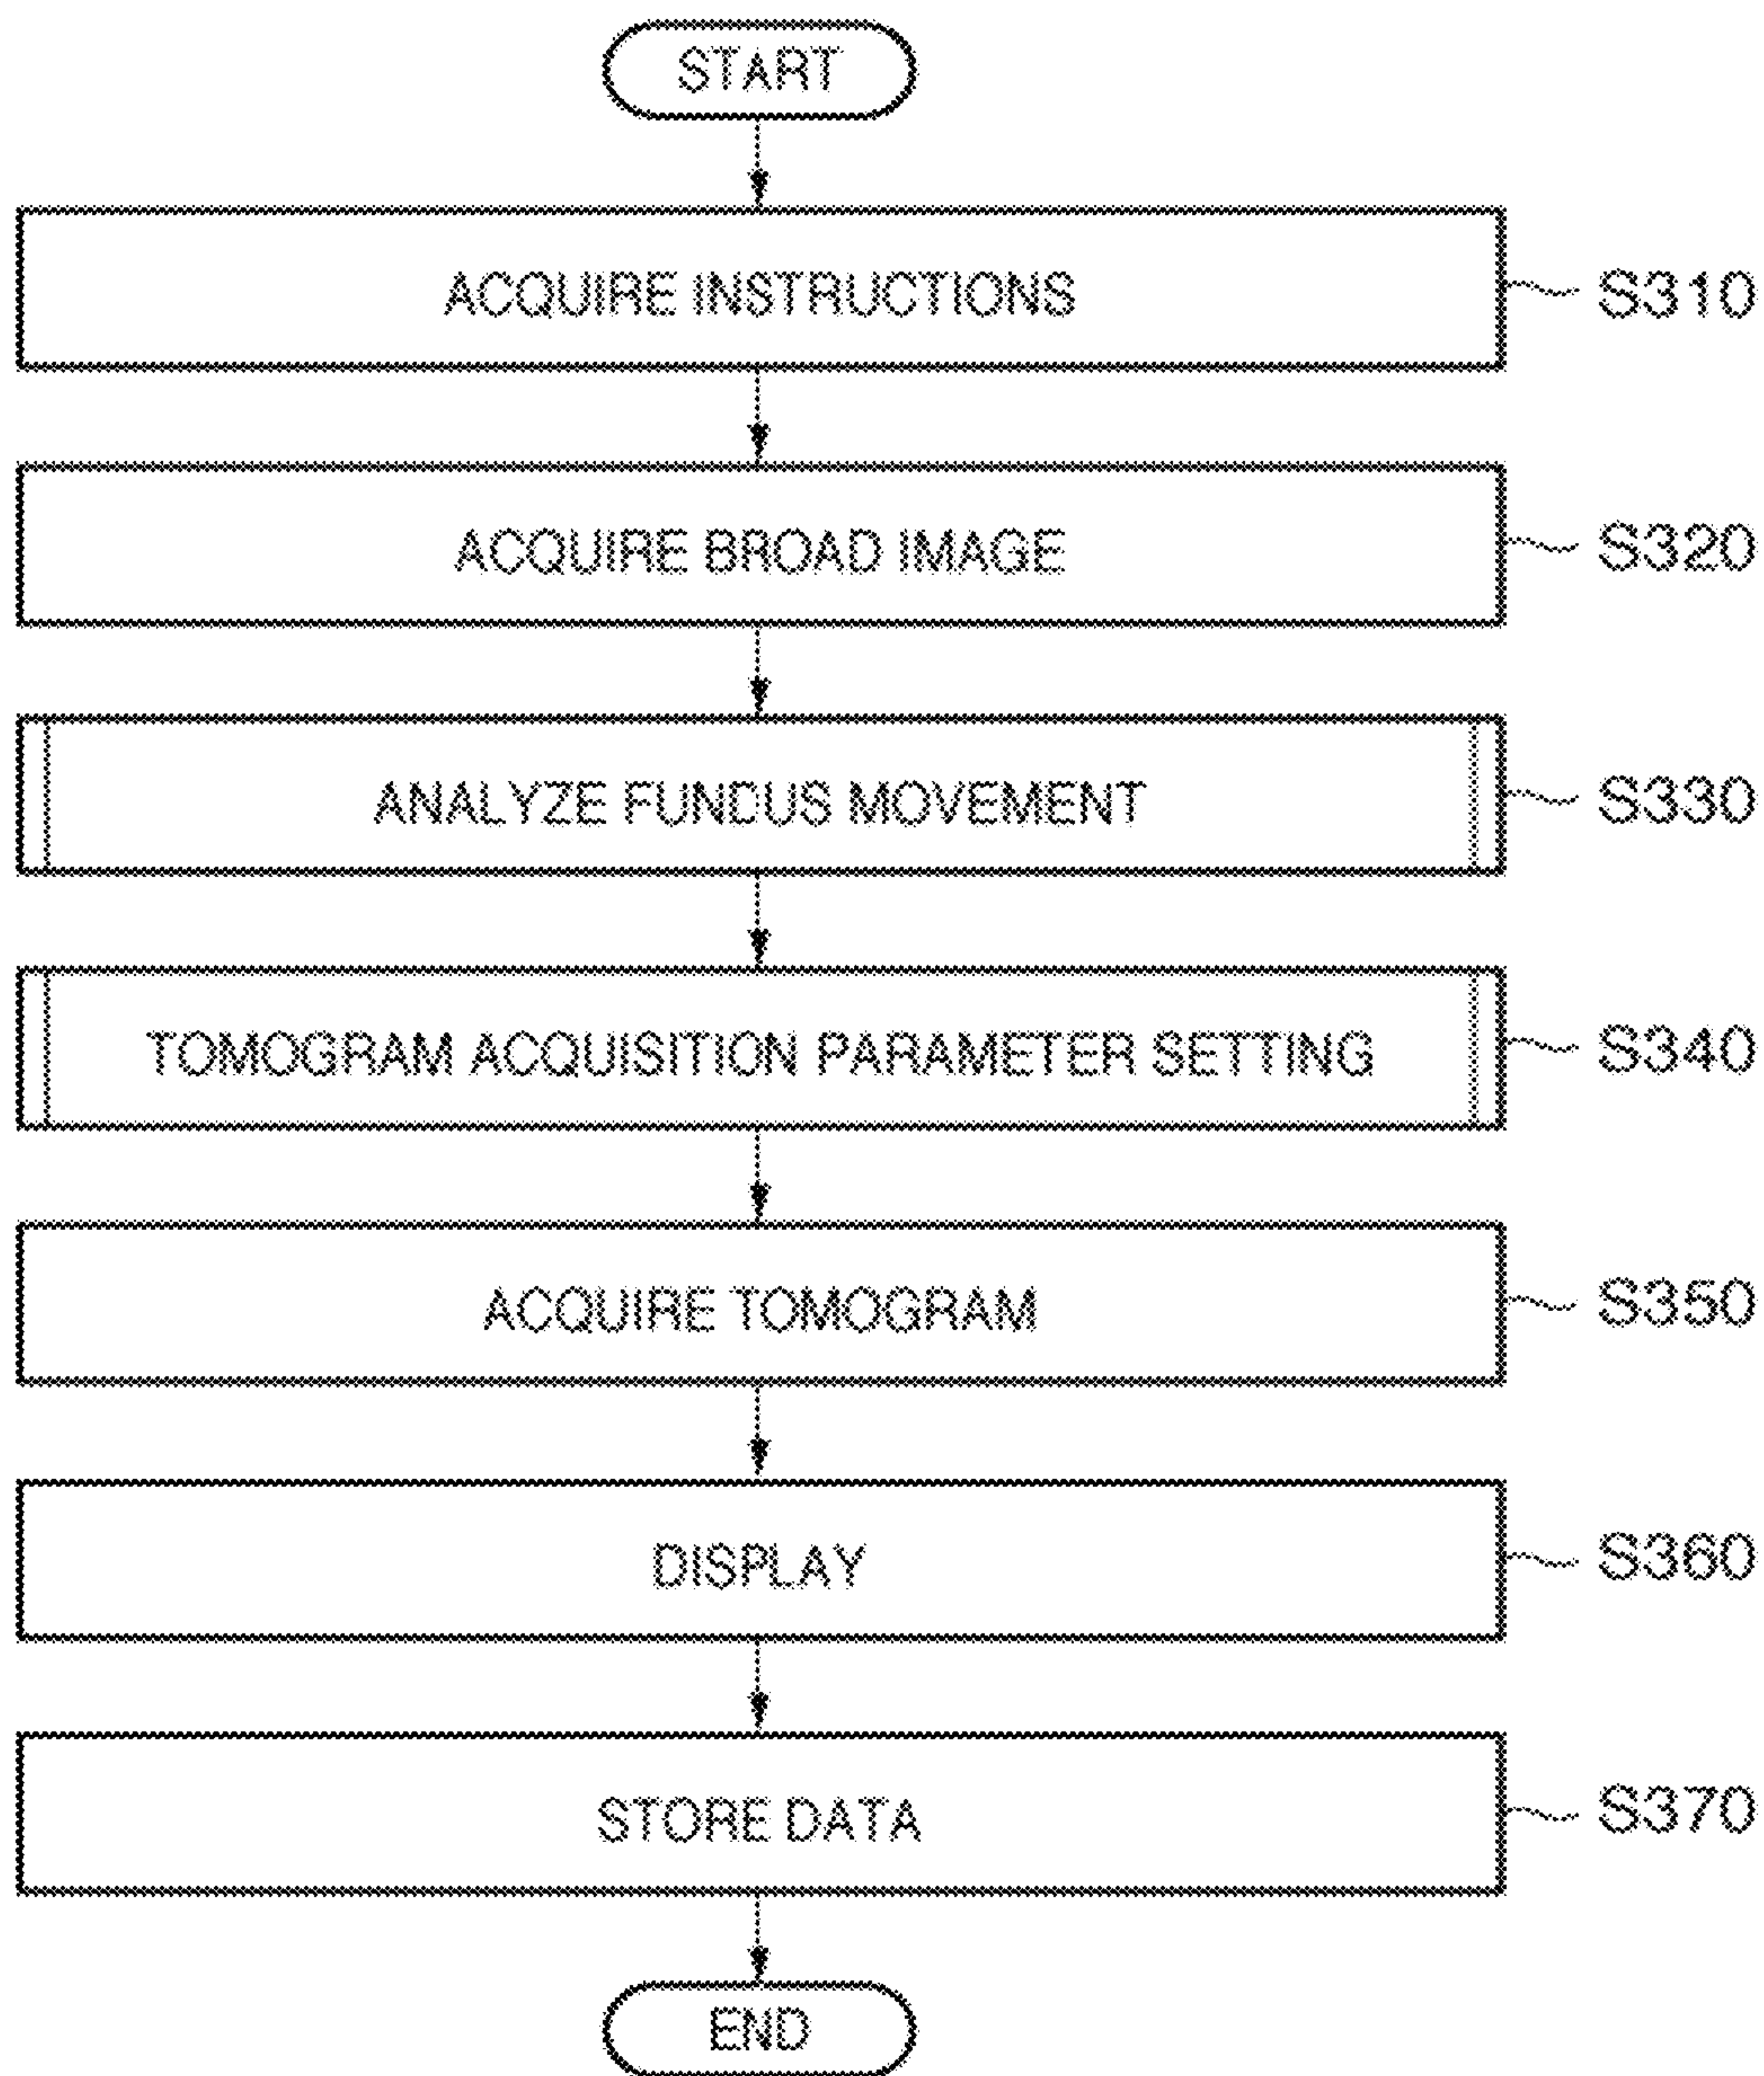 START
ACQUIRE INSTRUCTIONS
S310
ACQUIRE BROAD IMAGE
S320
ANALYZE FUNDUS MOVEMENT
S330
TOMOGRAM ACQUISITION PARAMETER SETTING
S340
ACQUIRE TOMOGRAM
S350
DISPLAY
S360
STORE DATA
S370
END